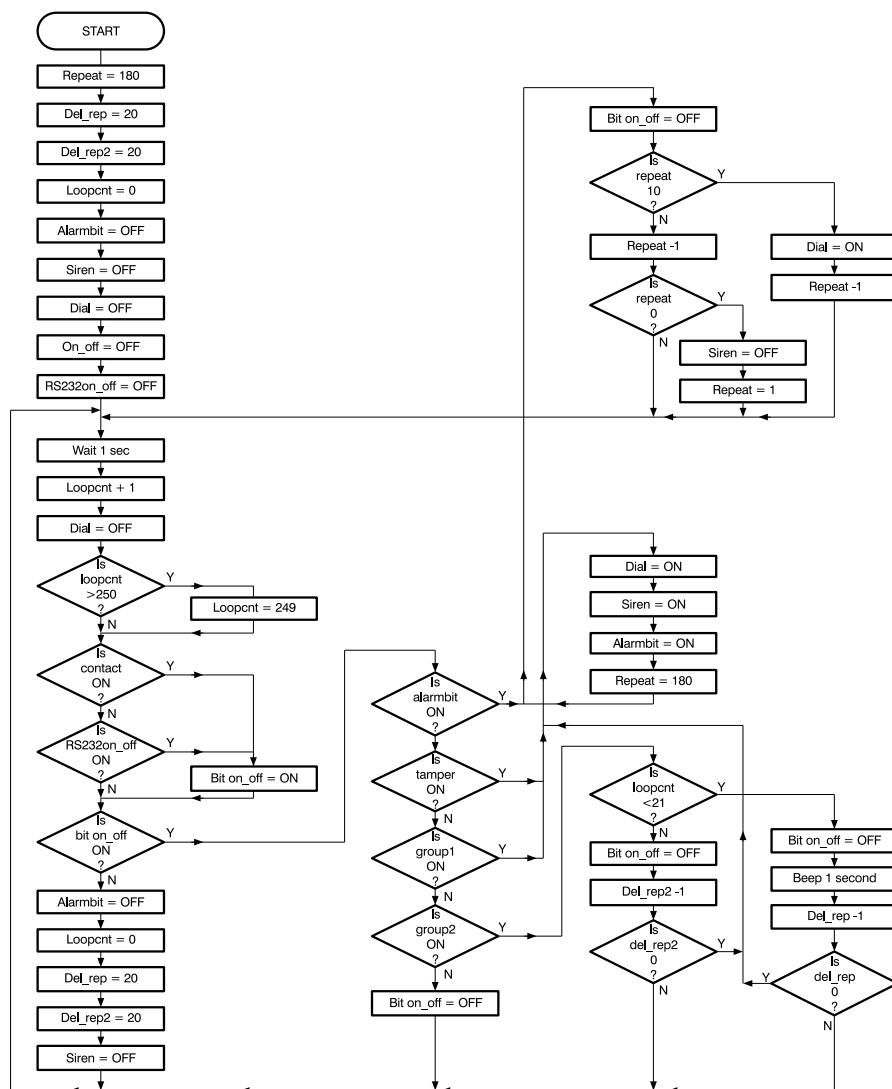 START
Repeat = 180
Del_rep = 20
Del_rep2 = 20
Loopcnt = 0
Alarmbit = OFF
Siren = OFF
Dial = OFF
On_off = OFF
RS232on_off = OFF
Wait 1 sec
Loopcnt + 1
Dial = OFF
Is
loopcnt
>250
?
Y
N
Loopcnt = 249
Is
contact
ON
?
Y
N
Is
RS232on_off
ON
?
Y
N
Bit on_off = ON
Is
bit on_off
ON
?
Y
N
Alarmbit = OFF
Loopcnt = 0
Del_rep = 20
Del_rep2 = 20
Siren = OFF
Is
alarmbit
ON
?
Y
N
Is
tamper
ON
?
Y
N
Is
group1
ON
?
Y
N
Is
group2
ON
?
Y
N
Bit on_off = OFF
Bit on_off = OFF
Is
repeat
10
?
Y
N
Repeat -1
Is
repeat
0
?
Y
N
Siren = OFF
Repeat = 1
Dial = ON
Repeat -1
Dial = ON
Siren = ON
Alarmbit = ON
Repeat = 180
Is
loopcnt
<21
?
Y
N
Bit on_off = OFF
Del_rep2 -1
Is
del_rep2
0
?
Y
N
Bit on_off = OFF
Beep 1 second
Del_rep -1
Is
del_rep
0
?
Y
N